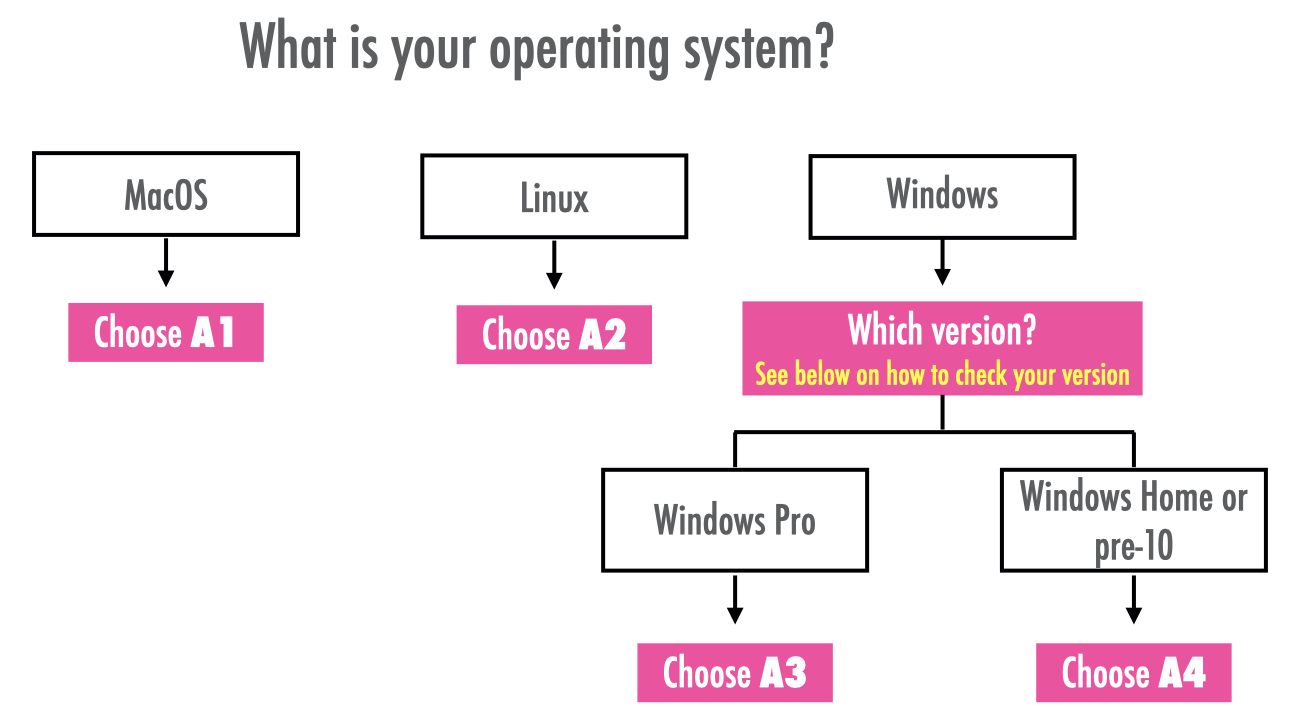 What is your operating system?
MacOS
Linux
Windows
Choose A1
Choose A2
Which version?
See below on how to check your version
Windows Pro
Windows Home or
pre-10
Choose A3
Choose A4